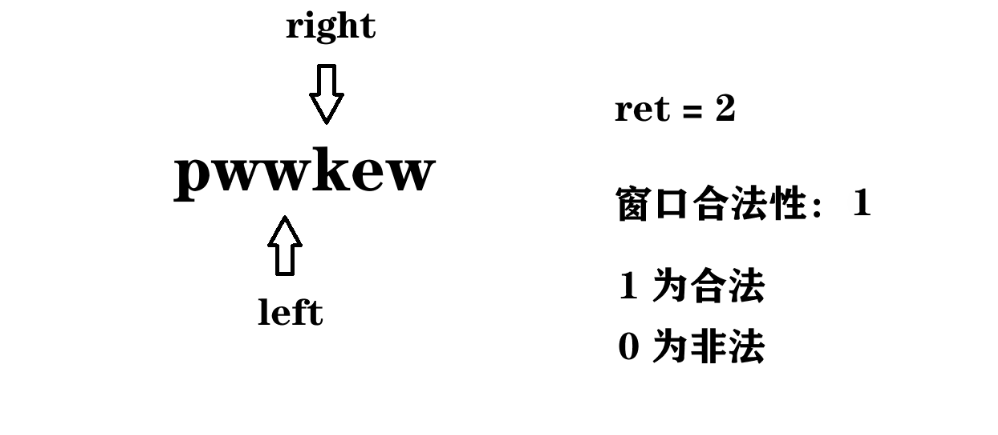 right
pwwkew
left
ret = 2
窗口合法性： 1
1 为合法
0 为非法